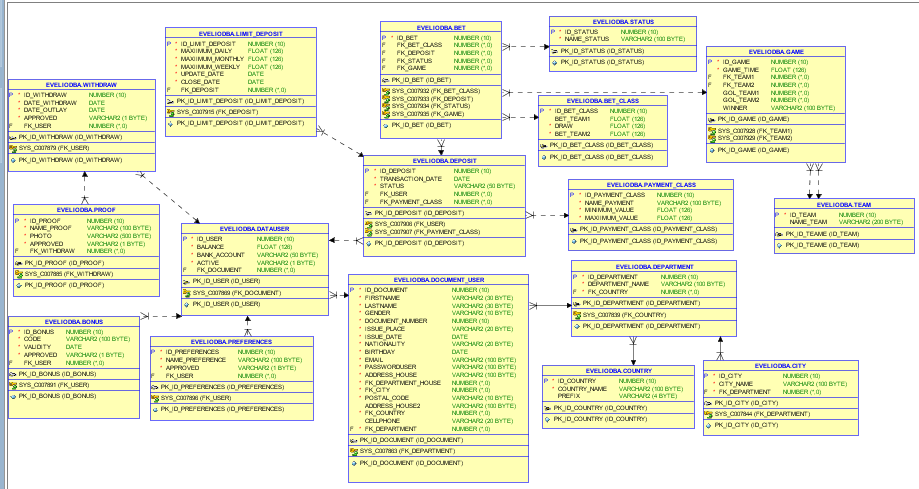 EVELIODBA.LIMIT_DEPOSIT
P * ID_LIMIT_DEPOSIT NUMBER (10)
* MAXIIMUM_DAILY FLOAT (126)
* MAXIIMUM_MONTHLY FLOAT (126)
* MAXIIMUM_WEEKLY FLOAT (126)
* UPDATE_DATE DATE
* CLOSE_DATE DATE
F * FK_DEPOSIT NUMBER (*,0)
PK_ID_LIMIT_DEPOSIT (ID_LIMIT_DEPOSIT)
SYS_C007915 (FK_DEPOSIT)
PK_ID_LIMIT_DEPOSIT (ID_LIMIT_DEPOSIT)
EVELIODBA.BET
P * ID_BET NUMBER (10)
F FK_BET_CLASS NUMBER (*,0)
F FK_DEPOSIT NUMBER (*,0)
F FK_STATUS NUMBER (*,0)
F FK_GAME NUMBER (*,0)
PK_ID_BET (ID_BET)
SYS_C007932 (FK_BET_CLASS)
SYS_C007933 (FK_DEPOSIT)
SYS_C007934 (FK_STATUS)
SYS_C007935 (FK_GAME)
PK_ID_BET (ID_BET)
EVELIODBA.STATUS
P * ID_STATUS NUMBER (10)
* NAME_STATUS VARCHAR2 (100 BYTE)
PK_ID_STATUS (ID_STATUS)
PK_ID_STATUS (ID_STATUS)
EVELIODBA.GAME
P * ID_GAME NUMBER (10)
* GAME_TIME FLOAT (126)
F FK_TEAM1 NUMBER (*,0)
F FK_TEAM2 NUMBER (*,0)
GOL_TEAM1 NUMBER (*,0)
GOL_TEAM2 NUMBER (*,0)
WINNER VARCHAR2 (100 BYTE)
PK_ID_GAME (ID_GAME)
SYS_C007928 (FK_TEAM1)
SYS_C007929 (FK_TEAM2)
PK_ID_GAME (ID_GAME)
EVELIODBA.WITHDRAW
P * ID_WITHDRAW NUMBER (10)
* DATE_WITHDRAW DATE
* DATE_OUTLAY DATE
* APPROVED VARCHAR2 (1 BYTE)
F FK_USER NUMBER (*,0)
PK_ID_WITHDRAW (ID_WITHDRAW)
SYS_C007879 (FK_USER)
PK_ID_WITHDRAW (ID_WITHDRAW)
EVELIODBA.BET_CLASS
P * ID_BET_CLASS NUMBER (10)
BET_TEAM1 FLOAT (126)
* DRAW FLOAT (126)
* BET_TEAM2 FLOAT (126)
PK_ID_BET_CLASS (ID_BET_CLASS)
PK_ID_BET_CLASS (ID_BET_CLASS)
EVELIODBA.DEPOSIT
P * ID_DEPOSIT NUMBER (10)
* TRANSACTION_DATE DATE
* STATUS VARCHAR2 (50 BYTE)
F FK_USER NUMBER (*,0)
F FK_PAYMENT_CLASS NUMBER (*,0)
PK_ID_DEPOSIT (ID_DEPOSIT)
SYS_C007906 (FK_USER)
SYS_C007907 (FK_PAYMENT_CLASS)
PK_ID_DEPOSIT (ID_DEPOSIT)
EVELIODBA.PAYMENT_CLASS
P * ID_PAYMENT_CLASS NUMBER (10)
* NAME_PAYMENT VARCHAR2 (100 BYTE)
* MINIMUM_VALUE FLOAT (126)
* MAXIMUM_VALUE FLOAT (126)
PK_ID_PAYMENT_CLASS (ID_PAYMENT_CLASS)
PK_ID_PAYMENT_CLASS (ID_PAYMENT_CLASS)
EVELIODBA.TEAM
P * ID_TEAM NUMBER (10)
* NAME_TEAM VARCHAR2 (200 BYTE)
PK_ID_TEAME (ID_TEAM)
PK_ID_TEAME (ID_TEAM)
EVELIODBA.PROOF
P * ID_PROOF NUMBER (10)
* NAME_PROOF VARCHAR2 (100 BYTE)
* PHOTO VARCHAR2 (500 BYTE)
* APPROVED VARCHAR2 (1 BYTE)
F FK_WITHDRAW NUMBER (*,0)
PK_ID_PROOF (ID_PROOF)
SYS_C007885 (FK_WITHDRAW)
PK_ID_PROOF (ID_PROOF)
EVELIODBA.DATAUSER
P * ID_USER NUMBER (10)
BALANCE FLOAT (126)
* BANK_ACCOUNT VARCHAR2 (50 BYTE)
* ACTIVE VARCHAR2 (1 BYTE)
F FK_DOCUMENT NUMBER (*,0)
PK_ID_USER (ID_USER)
SYS_C007869 (FK_DOCUMENT)
PK_ID_USER (ID_USER)
EVELIODBA.DOCUMENT_USER
P * ID_DOCUMENT NUMBER (10)
* FIRSTNAME VARCHAR2 (30 BYTE)
* LASTNAME VARCHAR2 (30 BYTE)
* GENDER VARCHAR2 (10 BYTE)
* DOCUMENT_NUMBER NUMBER (10)
* ISSUE_PLACE VARCHAR2 (20 BYTE)
* ISSUE_DATE DATE
* NATIONALITY VARCHAR2 (20 BYTE)
* BIRTHDAY DATE
* EMAIL VARCHAR2 (100 BYTE)
* PASSWORDUSER VARCHAR2 (100 BYTE)
* ADDRESS_HOUSE VARCHAR2 (100 BYTE)
* FK_DEPARTMENT_HOUSE NUMBER (*,0)
* FK_CITY NUMBER (*,0)
* POSTAL_CODE VARCHAR2 (10 BYTE)
ADDRESS_HOUSE2 VARCHAR2 (100 BYTE)
* FK_COUNTRY NUMBER (*,0)
CELLPHONE VARCHAR2 (20 BYTE)
F * FK_DEPARTMENT NUMBER (*,0)
PK_ID_DOCUMENT (ID_DOCUMENT)
SYS_C007863 (FK_DEPARTMENT)
PK_ID_DOCUMENT (ID_DOCUMENT)
EVELIODBA.DEPARTMENT
P * ID_DEPARTMENT NUMBER (10)
* DEPARTMENT_NAME VARCHAR2 (100 BYTE)
F * FK_COUNTRY NUMBER (*,0)
PK_ID_DEPARTMENT (ID_DEPARTMENT)
SYS_C007839 (FK_COUNTRY)
PK_ID_DEPARTMENT (ID_DEPARTMENT)
EVELIODBA.BONUS
P * ID_BONUS NUMBER (10)
* CODE VARCHAR2 (100 BYTE)
* VALIDITY DATE
* APPROVED VARCHAR2 (1 BYTE)
F FK_USER NUMBER (*,0)
PK_ID_BONUS (ID_BONUS)
SYS_C007891 (FK_USER)
PK_ID_BONUS (ID_BONUS)
EVELIODBA.PREFERENCES
P * ID_PREFERENCES NUMBER (10)
* NAME_PREFERENCE VARCHAR2 (100 BYTE)
* APPROVED VARCHAR2 (1 BYTE)
F FK_USER NUMBER (*,0)
PK_ID_PREFERENCES (ID_PREFERENCES)
SYS_C007896 (FK_USER)
PK_ID_PREFERENCES (ID_PREFERENCES)
EVELIODBA.COUNTRY
P * ID_COUNTRY NUMBER (10)
* COUNTRY_NAME VARCHAR2 (100 BYTE)
PREFIX VARCHAR2 (4 BYTE)
PK_ID_COUNTRY (ID_COUNTRY)
PK_ID_COUNTRY (ID_COUNTRY)
EVELIODBA.CITY
P * ID_CITY NUMBER (10)
* CITY_NAME VARCHAR2 (100 BYTE)
F * FK_DEPARTMENT NUMBER (*,0)
PK_ID_CITY (ID_CITY)
SYS_C007844 (FK_DEPARTMENT)
PK_ID_CITY (ID_CITY)